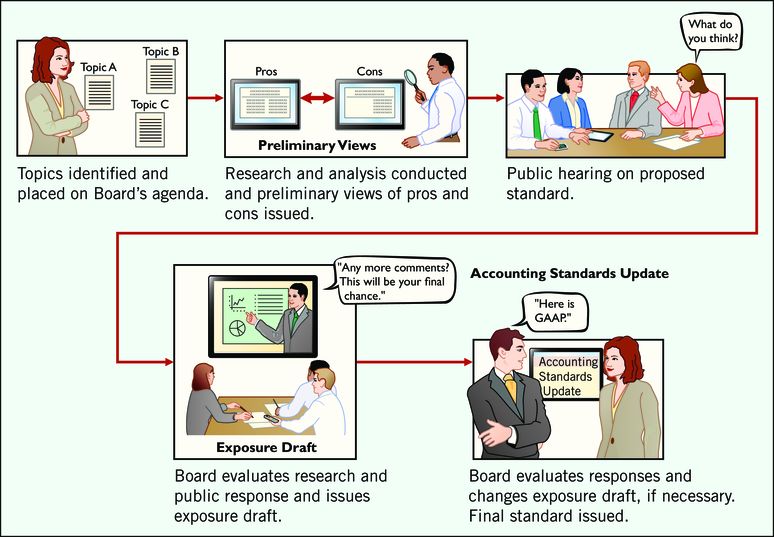 Topic A
Topic B
Topic C
Topics identified and
placed on Board's agenda.
Pros
Cons
Preliminary Views
Research and analysis conducted
and preliminary views of pros and
cons issued.
What do
you think?
Public hearing on proposed
standard.
"Any more comments?
This will be your final
chance."
Exposure Draft
Board evaluates research and
public response and issues
exposure draft.
Accounting Standards Update
"Here is
GAAP."
Accounting
Standards
Update
Board evaluates responses and
changes exposure draft, if necessary.
Final standard issued.